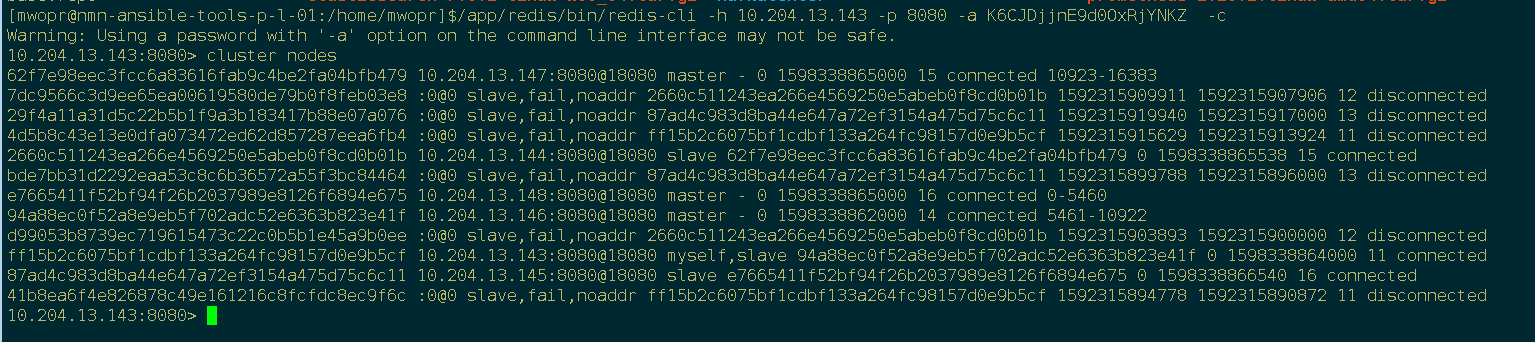 [mwopr@nmn-ansible-tools-p-l-01:/home/mwopr]$/app/redis/bin/redis-cli -h 10.204.13.143 -p 8080 -a K6CJDjjnE9d0OxRjYNKZ  -c
Warning: Using a password with '-a' option on the command line interface may not be safe.
10.204.13.143:8080> cluster nodes
62f7e98eec3fcc6a83616fab9c4be2fa04bfb479 10.204.13.147:8080@18080 master - 0 1598338865000 15 connected 10923-16383
7dc9566c3d9ee65ea00619580de79b0f8feb03e8 :0@0 slave,fail,noaddr 2660c511243ea266e4569250e5abeb0f8cd0b01b 1592315909911 1592315907906 12 disconnected
29f4a11a31d5c22b5b1f9a3b183417b88e07a076 :0@0 slave,fail,noaddr 87ad4c983d8ba44e647a72ef3154a475d75c6c11 1592315919940 1592315917000 13 disconnected
4d5b8c43e13e0dfa073472ed62d857287eea6fb4 :0@0 slave,fail,noaddr ff15b2c6075bf1cdbf133a264fc98157d0e9b5cf 1592315915629 1592315913924 11 disconnected
2660c511243ea266e4569250e5abeb0f8cd0b01b 10.204.13.144:8080@18080 slave 62f7e98eec3fcc6a83616fab9c4be2fa04bfb479 0 1598338865538 15 connected
bde7bb31d2292eaa53c8c6b36572a55f3bc84464 :0@0 slave,fail,noaddr 87ad4c983d8ba44e647a72ef3154a475d75c6c11 1592315899788 1592315896000 13 disconnected
e7665411f52bf94f26b2037989e8126f6894e675 10.204.13.148:8080@18080 master - 0 1598338865000 16 connected 0-5460
94a88ec0f52a8e9eb5f702adc52e6363b823e41f 10.204.13.146:8080@18080 master - 0 1598338862000 14 connected 5461-10922
d99053b8739ec719615473c22c0b5b1e45a9b0ee :0@0 slave,fail,noaddr 2660c511243ea266e4569250e5abeb0f8cd0b01b 1592315903893 1592315900000 12 disconnected
ff15b2c6075bf1cdbf133a264fc98157d0e9b5cf 10.204.13.143:8080@18080 myself,slave 94a88ec0f52a8e9eb5f702adc52e6363b823e41f 0 1598338864000 11 connected
87ad4c983d8ba44e647a72ef3154a475d75c6c11 10.204.13.145:8080@18080 slave e7665411f52bf94f26b2037989e8126f6894e675 0 1598338866540 16 connected
41b8ea6f4e826878c49e161216c8fcfdc8ec9f6c :0@0 slave,fail,noaddr ff15b2c6075bf1cdbf133a264fc98157d0e9b5cf 1592315894778 1592315890872 11 disconnected
10.204.13.143:8080>